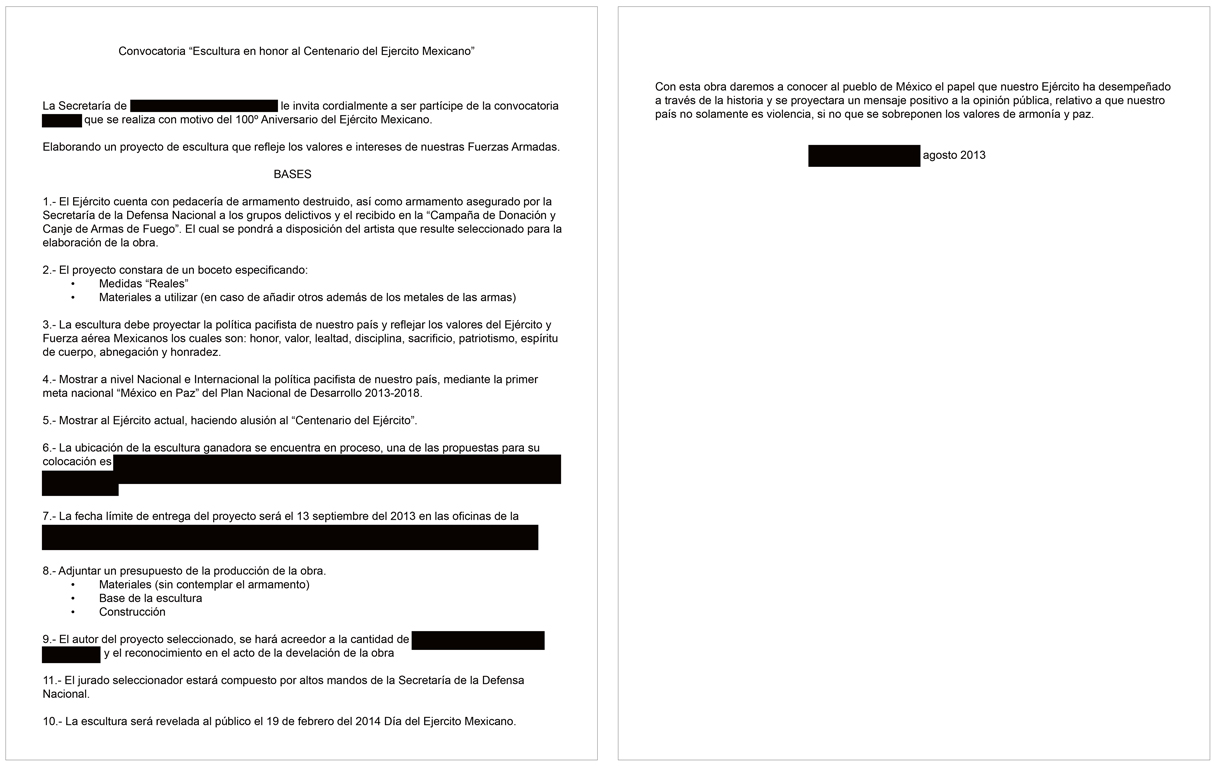 Convocatoria “Escultura en honor al Centenario del Ejercito Mexicano”
La Secretaría de le invita cordialmente a ser partícipe de la convocatoria
que se realiza con motivo del 100º Aniversario del Ejército Mexicano.
Elaborando un proyecto de escultura que refleje los valores e intereses de nuestras Fuerzas Armadas.
BASES
1.- El Ejército cuenta con pedacería de armamento destruido, así como armamento asegurado por la
Secretaría de la Defensa Nacional a los grupos delictivos y el recibido en la “Campaña de Donación y
Canje de Armas de Fuego”. El cual se pondrá a disposición del artista que resulte seleccionado para la
elaboración de la obra.
2.- El proyecto constara de un boceto especificando:
• Medidas “Reales”
• Materiales a utilizar (en caso de añadir otros además de los metales de las armas)
3.- La escultura debe proyectar la política pacifista de nuestro país y reflejar los valores del Ejército y
Fuerza aérea Mexicanos los cuales son: honor, valor, lealtad, disciplina, sacrificio, patriotismo, espíritu
de cuerpo, abnegación y honradez.
4.- Mostrar a nivel Nacional e Internacional la política pacifista de nuestro país, mediante la primer
meta nacional “México en Paz” del Plan Nacional de Desarrollo 2013-2018.
5.- Mostrar al Ejército actual, haciendo alusión al “Centenario del Ejército”.
6.- La ubicación de la escultura ganadora se encuentra en proceso, una de las propuestas para su
colocación es
7.- La fecha límite de entrega del proyecto será el 13 septiembre del 2013 en las oficinas de la
8.- Adjuntar un presupuesto de la producción de la obra.
• Materiales (sin contemplar el armamento)
• Base de la escultura
• Construcción
9.- El autor del proyecto seleccionado, se hará acreedor a la cantidad de
y el reconocimiento en el acto de la develación de la obra
11.- El jurado seleccionador estará compuesto por altos mandos de la Secretaría de la Defensa
Nacional.
10.- La escultura será revelada al público el 19 de febrero del 2014 Día del Ejercito Mexicano.
Con esta obra daremos a conocer al pueblo de México el papel que nuestro Ejército ha desempeñado
a través de la historia y se proyectara un mensaje positivo a la opinión pública, relativo a que nuestro
país no solamente es violencia, si no que se sobreponen los valores de armonía y paz.
agosto 2013